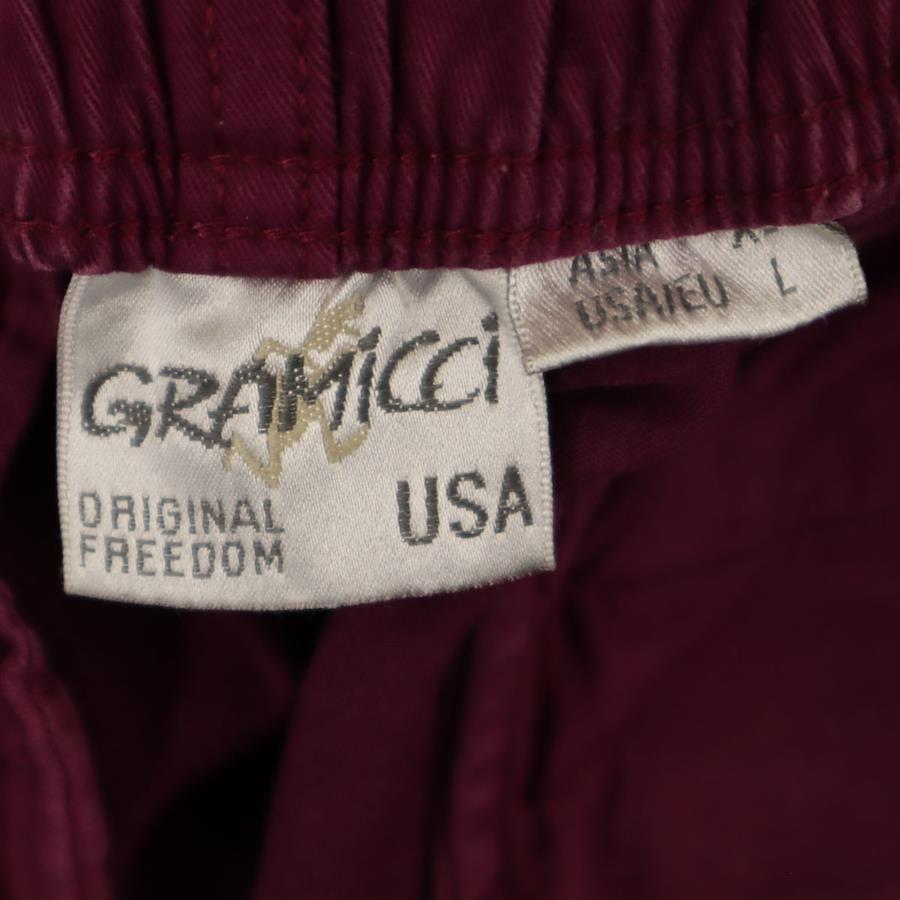 GRAMiCCi
ORIGINAL
FREEDOM
USA
ASIA
USA/EU L